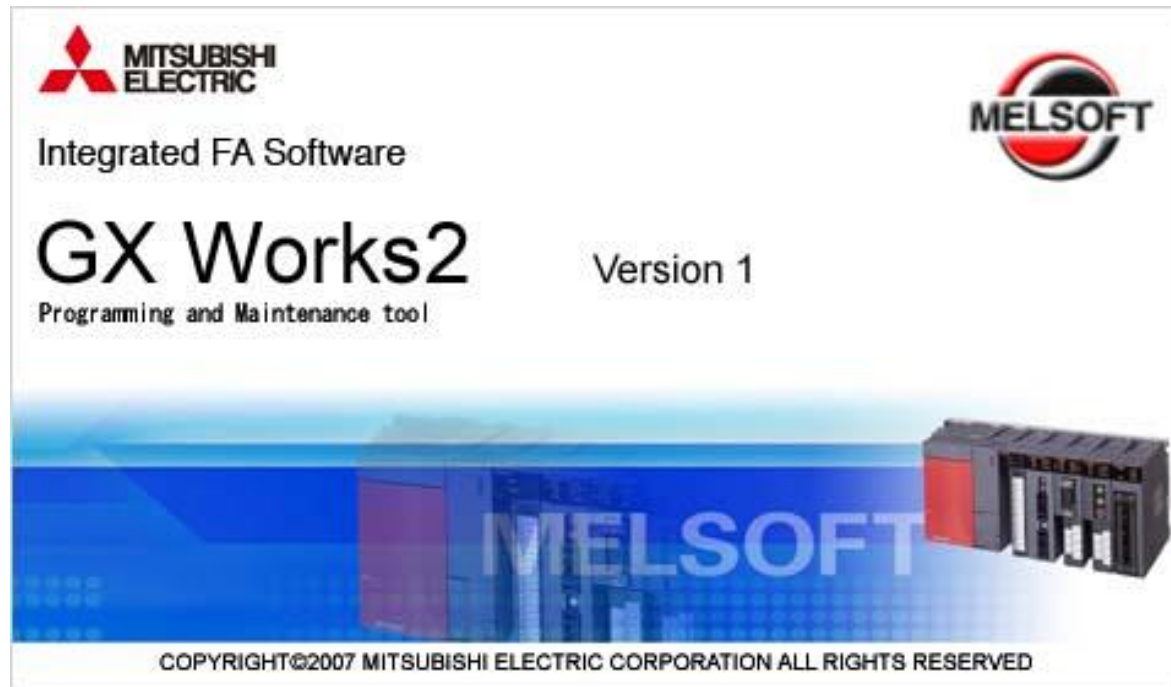 MITSUBISHI
ELECTRIC
MELSOFT
Integrated FA Software
GX Works2
Version 1
Programming and Maintenance tool
MELSOFT
COPYRIGHT©2007 MITSUBISHI ELECTRIC CORPORATION ALL RIGHTS RESERVED